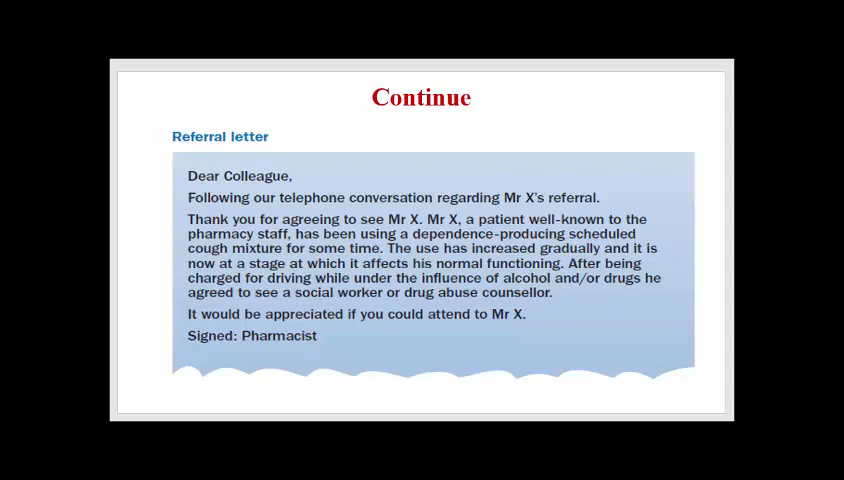 Continue
Referral letter
Dear Colleague,
Following our telephone conversation regarding Mr X's referral.
Thank you for agreeing to see Mr X. Mr X, a patient well-known to the
pharmacy staff, has been using a dependence-producing scheduled
cough mixture for some time. The use has increased gradually and it is
now at a stage at which it affects his normal functioning. After being
charged for driving while under the influence of alcohol and/or drugs he
agreed to see a social worker or drug abuse counsellor.
It would be appreciated if you could attend to Mr X.
Signed: Pharmacist